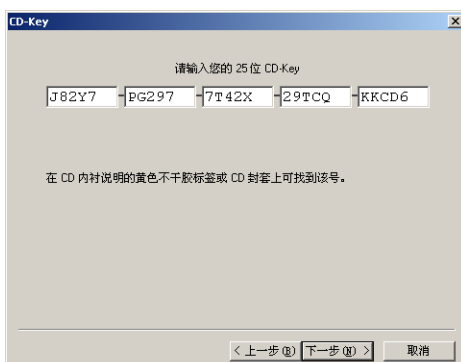 CD-Key
请输入您的 25位 CD-Key
J82Y7-PG297-7T42X-29TCQ-KKCD6
在 CD 内衬说明的黄色不干胶标签或 CD 封套上可找到该号。
< 上一步(B) 下一步(N) > 取消